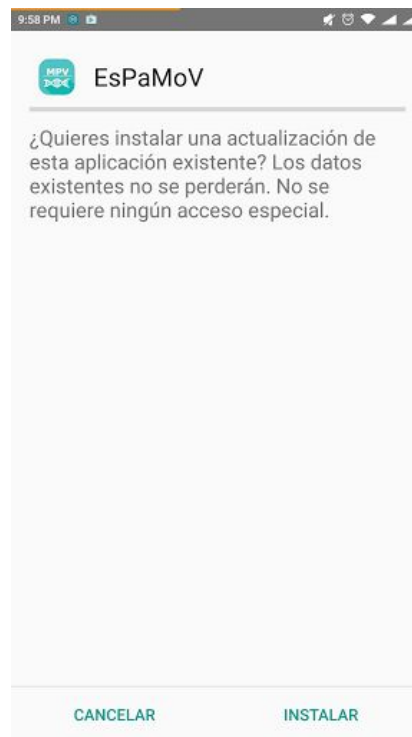 9:58 PM
MPV
EsPaMoV
¿Quieres instalar una actualización de
esta aplicación existente? Los datos
existentes no se perderán. No se
requiere ningún acceso especial.
CANCELAR
INSTALAR